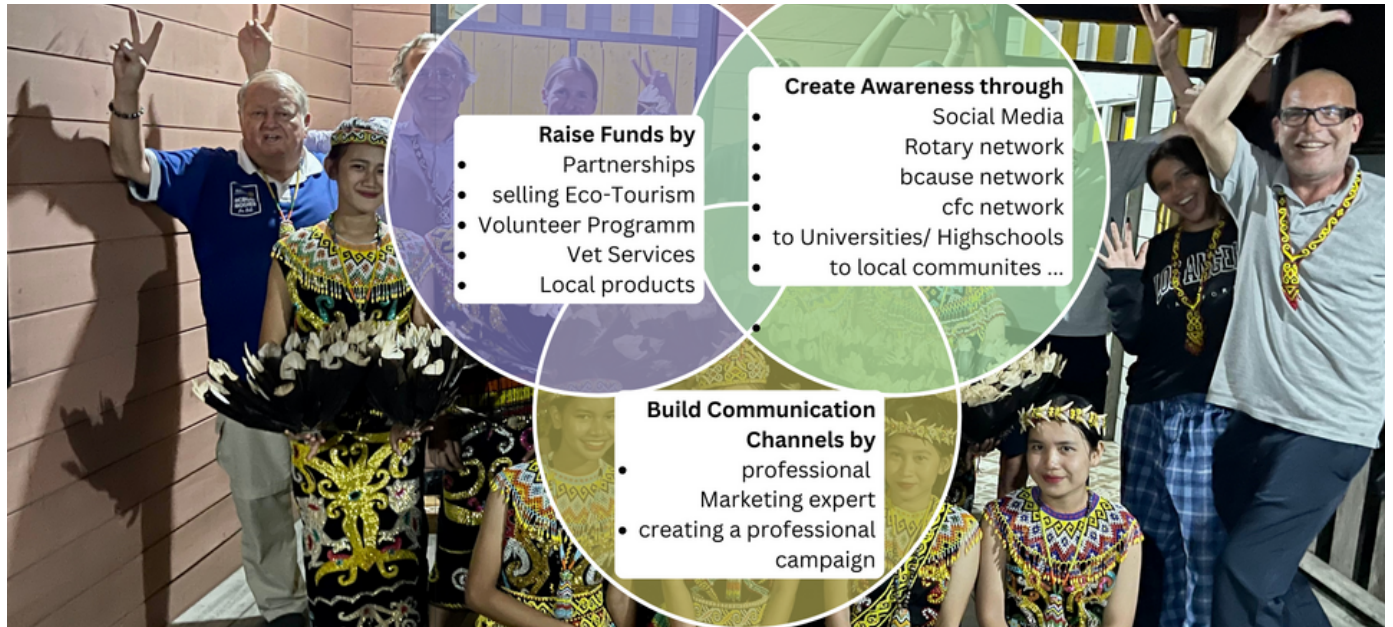 Raise Funds by
• Partnerships
• selling Eco-Tourism
• Volunteer Programm
• Vet Services
• Local products
Create Awareness through
• Social Media
• Rotary network
• bcause network
• cfc network
• to Universities/ Highschools
• to local communites ...
•
Build Communication
Channels by
• professional
Marketing expert
• creating a professional
campaign